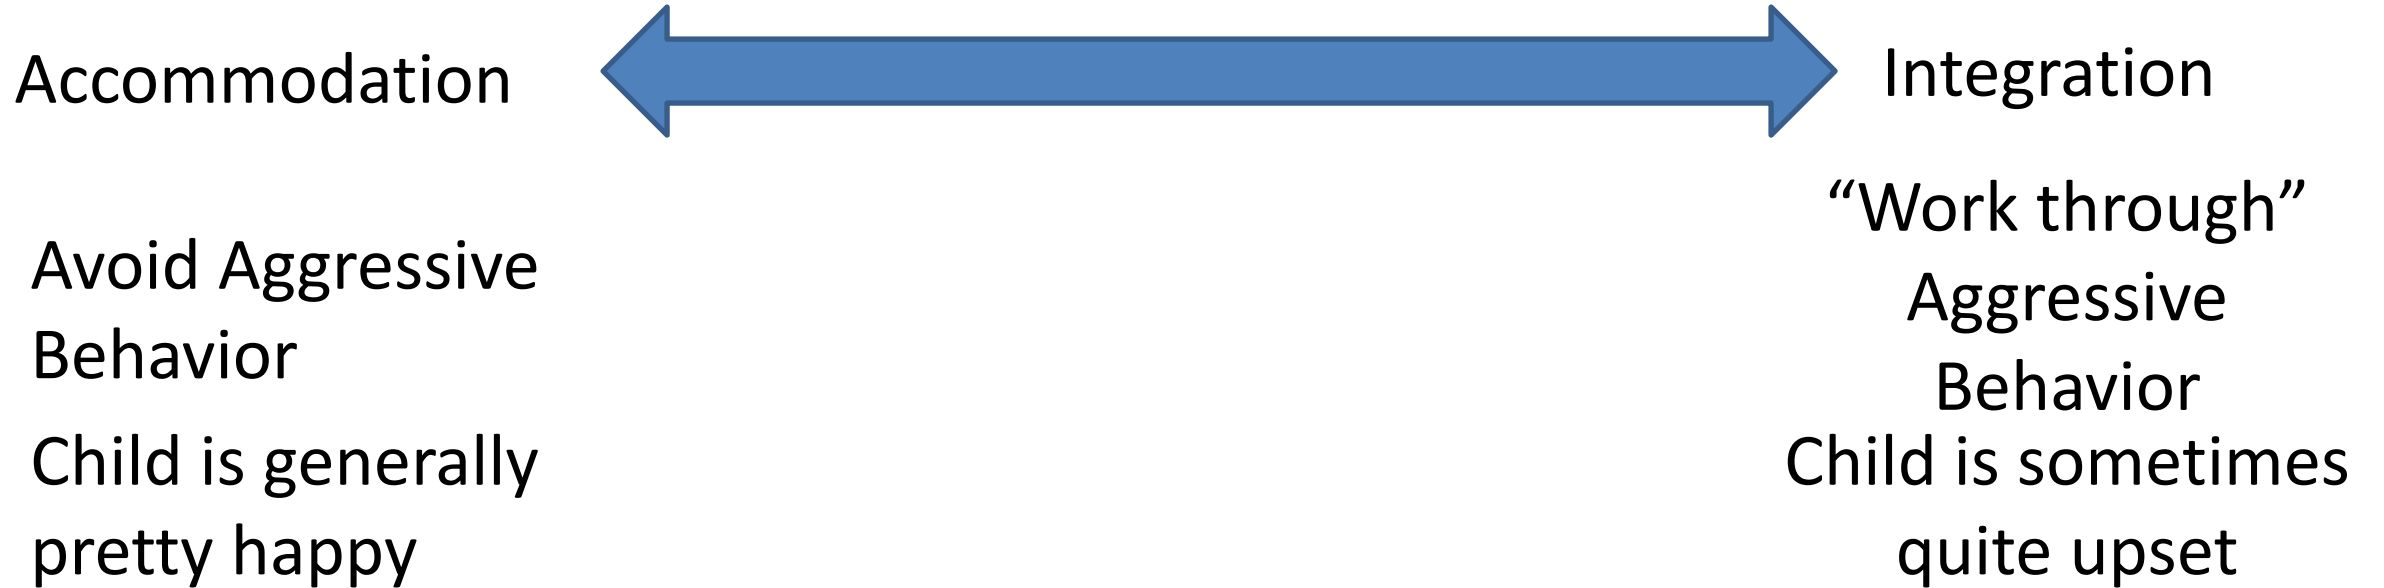 Accommodation
Integration
Avoid Aggressive
Behavior
Child is generally
pretty happy
“Work through”
Aggressive
Behavior
Child is sometimes
quite upset